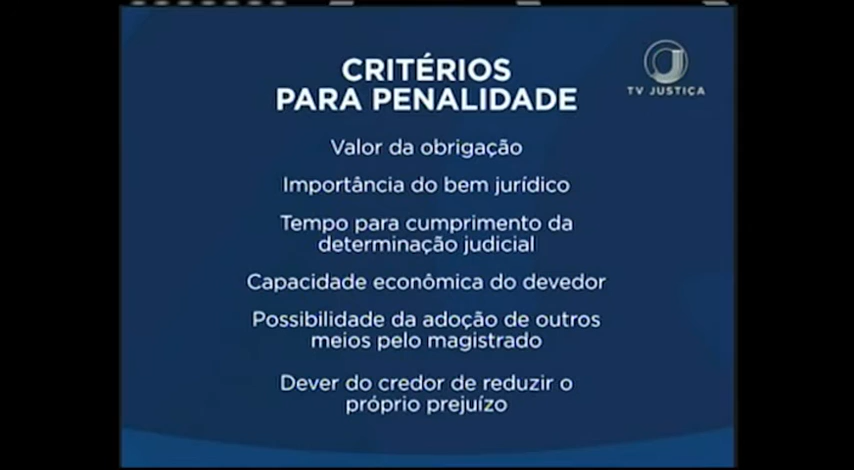 CRITÉRIOS
PARA PENALIDADE
TV JUSTIÇA
Valor da obrigação
Importância do bem jurídico
Tempo para cumprimento da
determinação judicial
Capacidade econômica do devedor
Possibilidade da adoção de outros
meios pelo magistrado
Dever do credor de reduzir o
próprio prejuízo